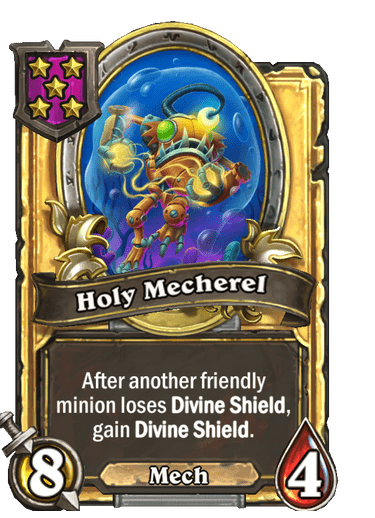 Holy Mecherel
After another friendly
minion loses Divine Shield,
gain Divine Shield.
8
Mech
4